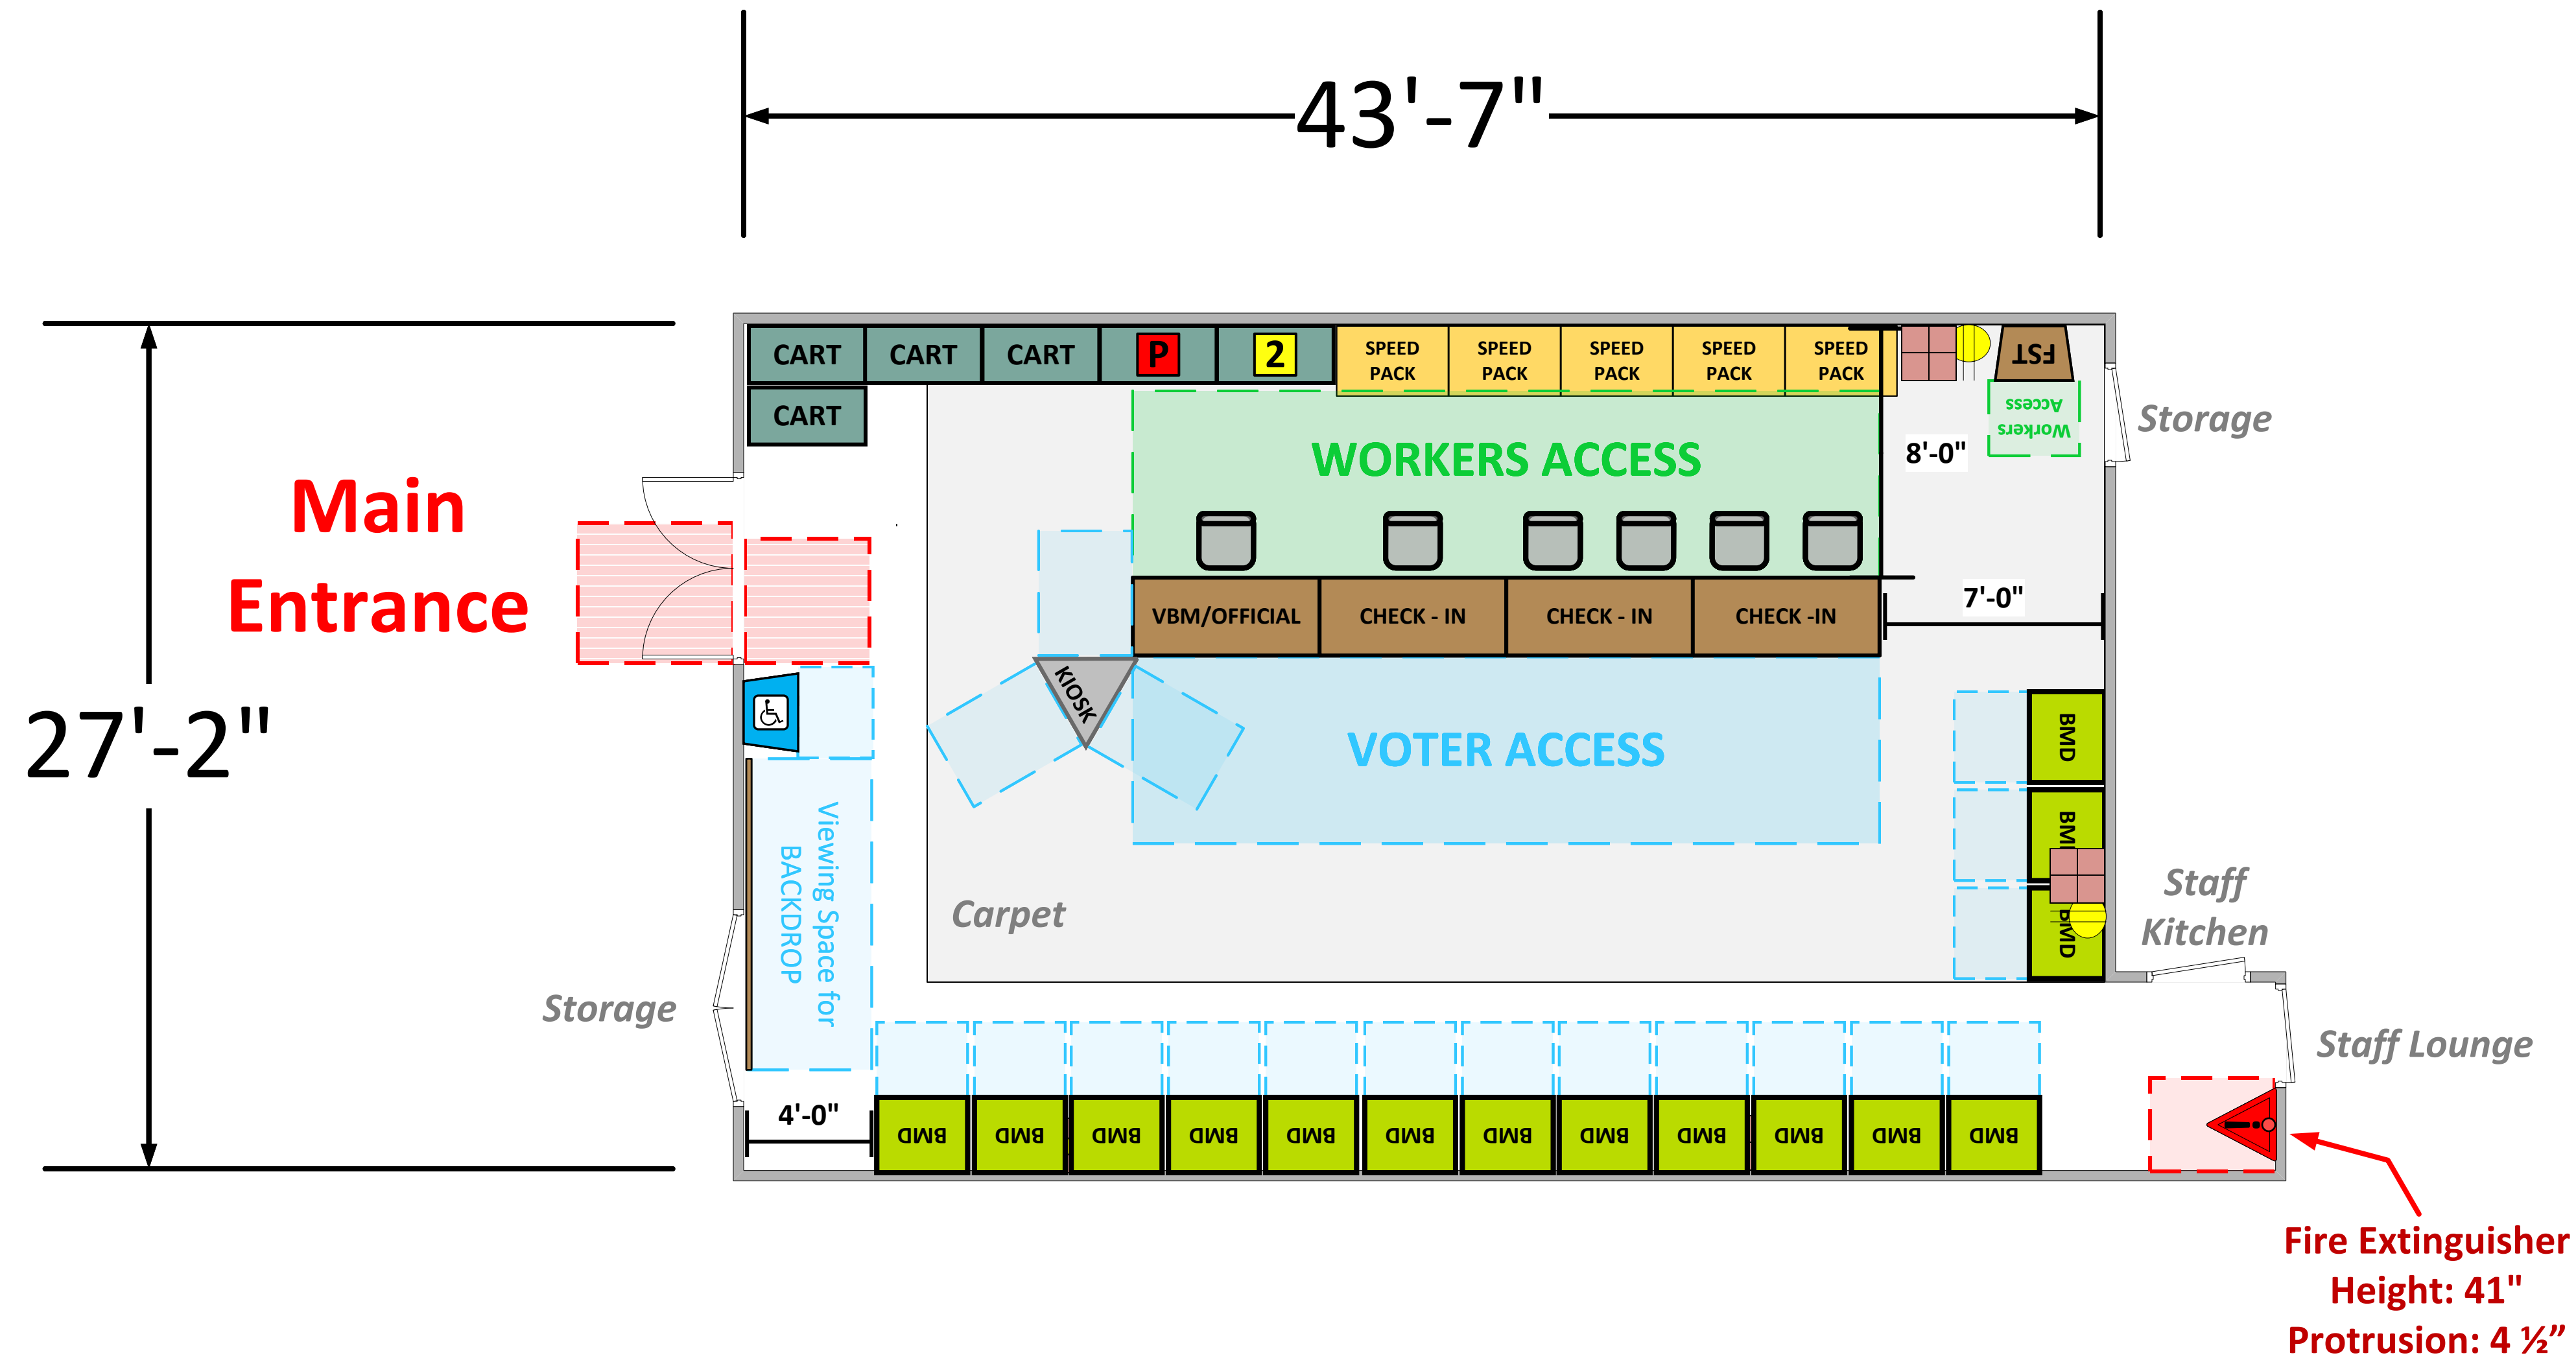 43'-7"
27'-2"
Main
Entrance
CART
CART
CART
P
2
SPEED
PACK
SPEED
PACK
SPEED
PACK
SPEED
PACK
SPEED
PACK
FST
CART
Workers
Access
Storage
WORKERS ACCESS
8'-0"
7'-0"
VBM/OFFICIAL
CHECK - IN
CHECK - IN
CHECK -IN
KIOSK
VOTER ACCESS
Viewing Space for
BACKDROP
BMD
BMD
BMD
Carpet
Staff
Kitchen
Storage
Staff Lounge
4'-0"
BMD
BMD
BMD
BMD
BMD
BMD
BMD
BMD
BMD
BMD
BMD
BMD
Fire Extinguisher
Height: 41"
Protrusion: 4 ½”